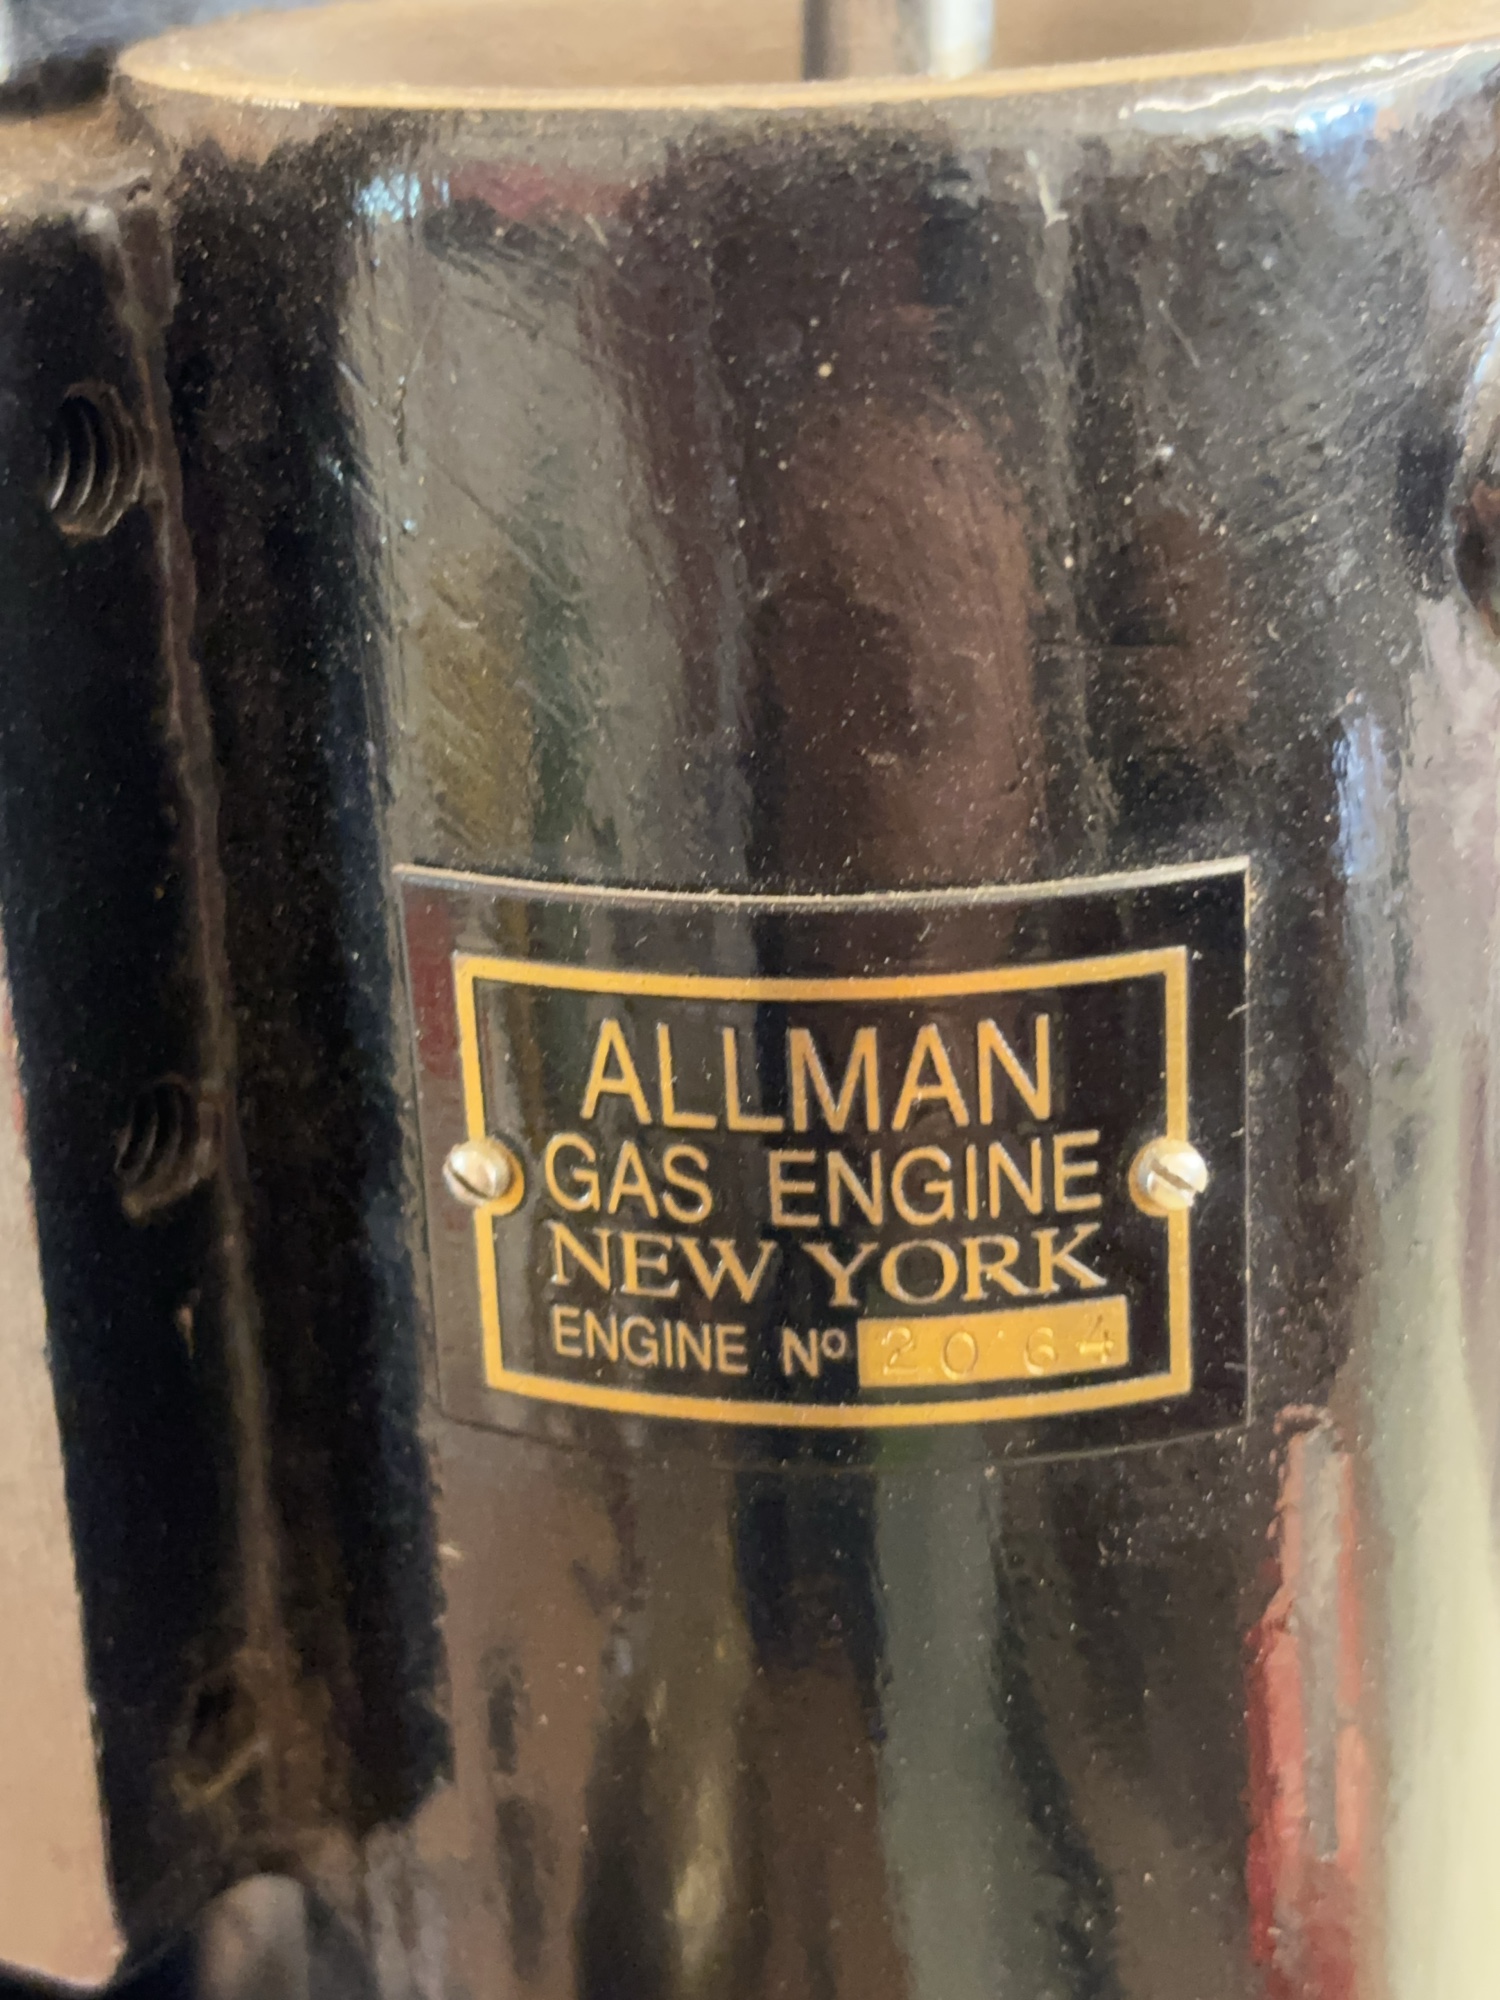 ALLMAN
GAS ENGINE
NEW YORK
ENGINE Nº 2064